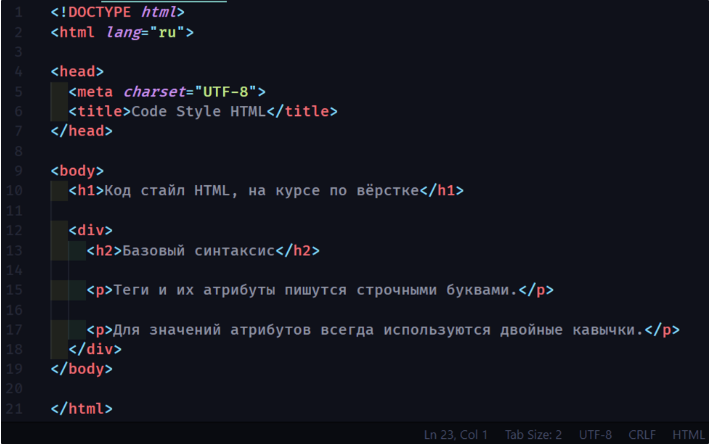 1 <!DOCTYPE html>
2 <html lang="ru">
3
4 <head>
5 <meta charset="UTF-8">
6 <title>Code Style HTML</title>
7 </head>
8
9 <body>
10 <h1>Код стайл HTML, на курсе по вёрстке</h1>
11
12 <div>
13 <h2>Базовый синтаксис</h2>
14
15 <p>Теги и их атрибуты пишутся строчными буквами.</p>
16
17 <p>Для значений атрибутов всегда используются двойные кавычки.</p>
18 </div>
19 </body>
20
21 </html>
Ln 23, Col 1 Tab Size: 2 UTF-8 CRLF HTML